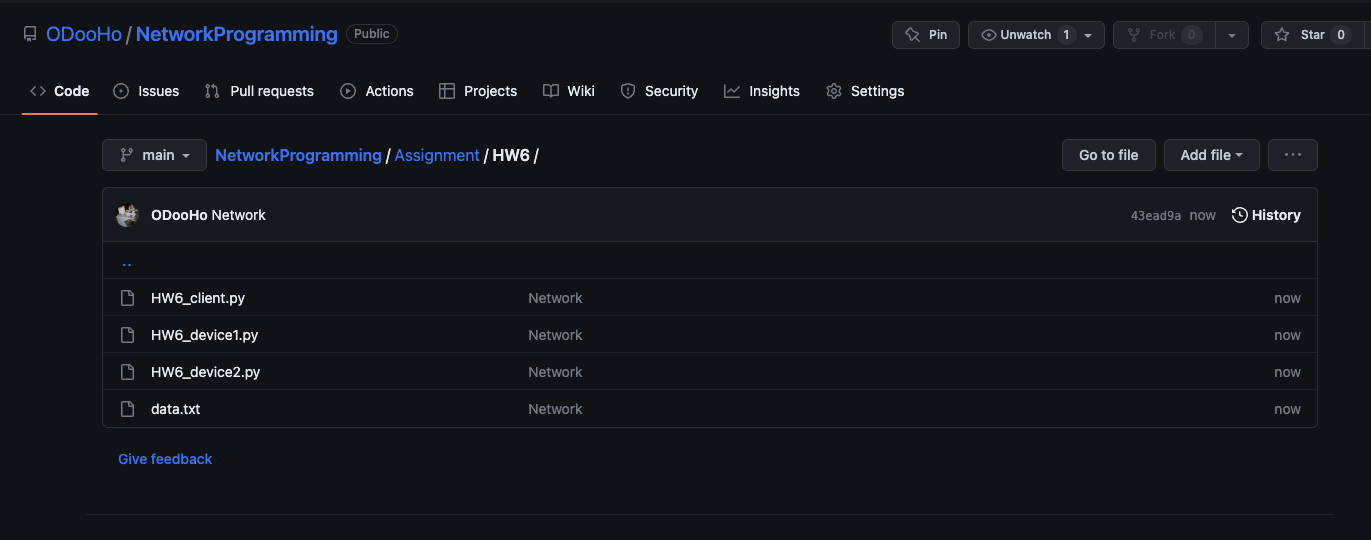 ODooHo / NetworkProgramming Public Pin Unwatch 1 Fork 0 Star 0
Code Issues Pull requests Actions Projects Wiki Security Insights Settings
main NetworkProgramming / Assignment / HW6 / Go to file Add file ...
ODooHo Network 43ead9a now History
..
HW6_client.py Network now
HW6_device1.py Network now
HW6_device2.py Network now
data.txt Network now
Give feedback